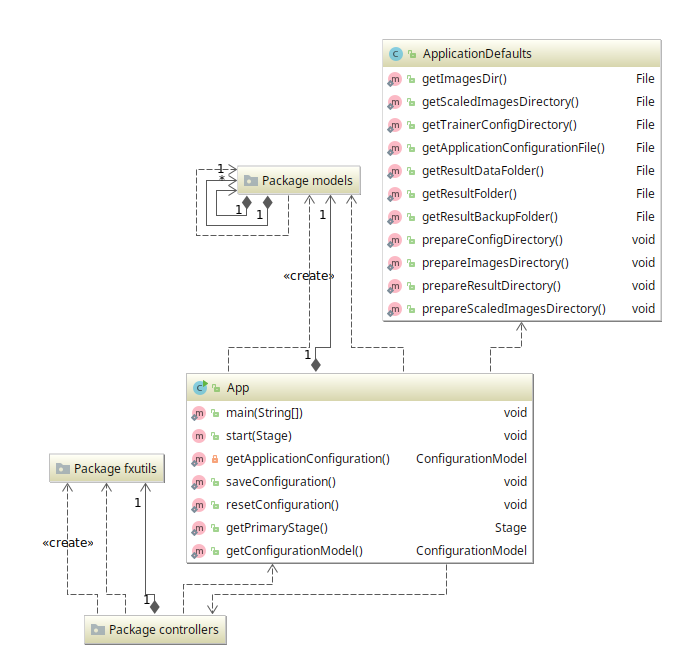 ApplicationDefaults
getImagesDir() File
getScaledImagesDirectory() File
getTrainerConfigDirectory() File
getApplicationConfigurationFile() File
getResultDataFolder() File
getResultFolder() File
getResultBackupFolder() File
prepareConfigDirectory() void
prepareImagesDirectory() void
prepareResultDirectory() void
prepareScaledImagesDirectory() void
1
*
Package models
1
1
1
«create»
1
App
main(String[]) void
start(Stage) void
getApplicationConfiguration() ConfigurationModel
saveConfiguration() void
resetConfiguration() void
getPrimaryStage() Stage
getConfigurationModel() ConfigurationModel
Package fxutils
1
«create»
1
Package controllers